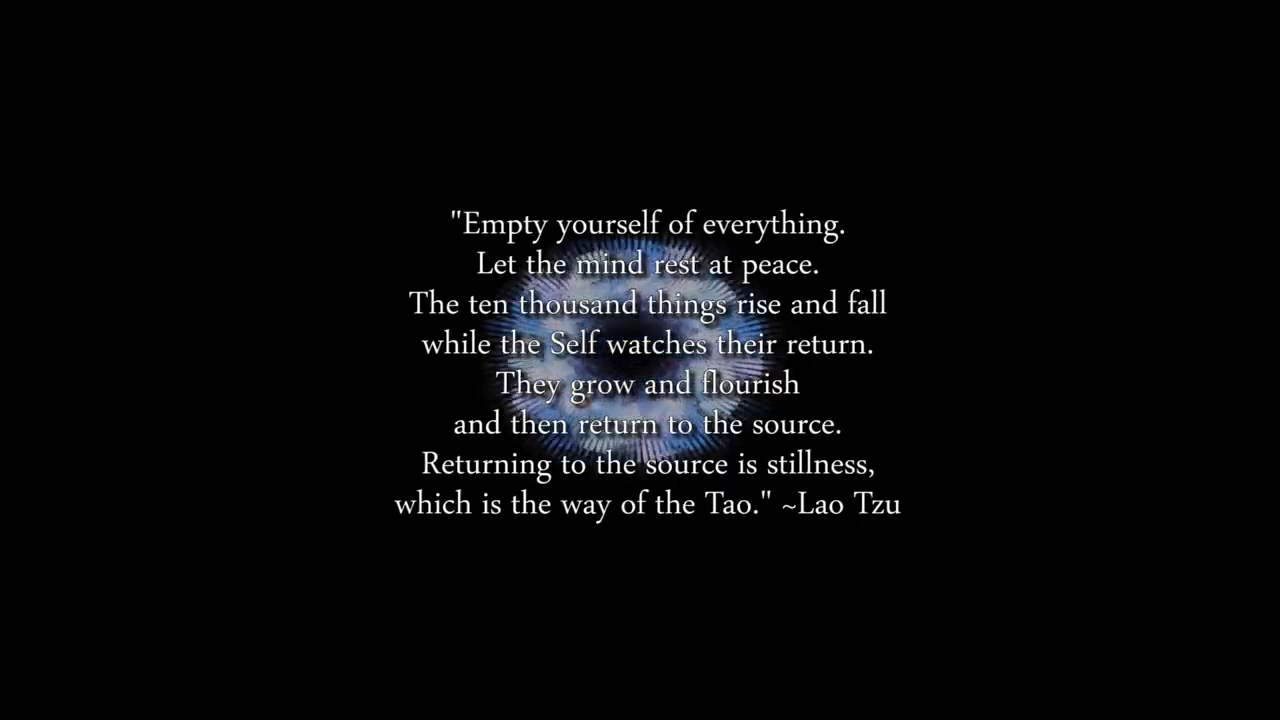 "Empty yourself of everything.
Let the mind rest at peace.
The ten thousand things rise and fall
while the Self watches their return.
They grow and flourish
and then return to the source.
Returning to the source is stillness,
which is the way of the Tao." ~Lao Tzu